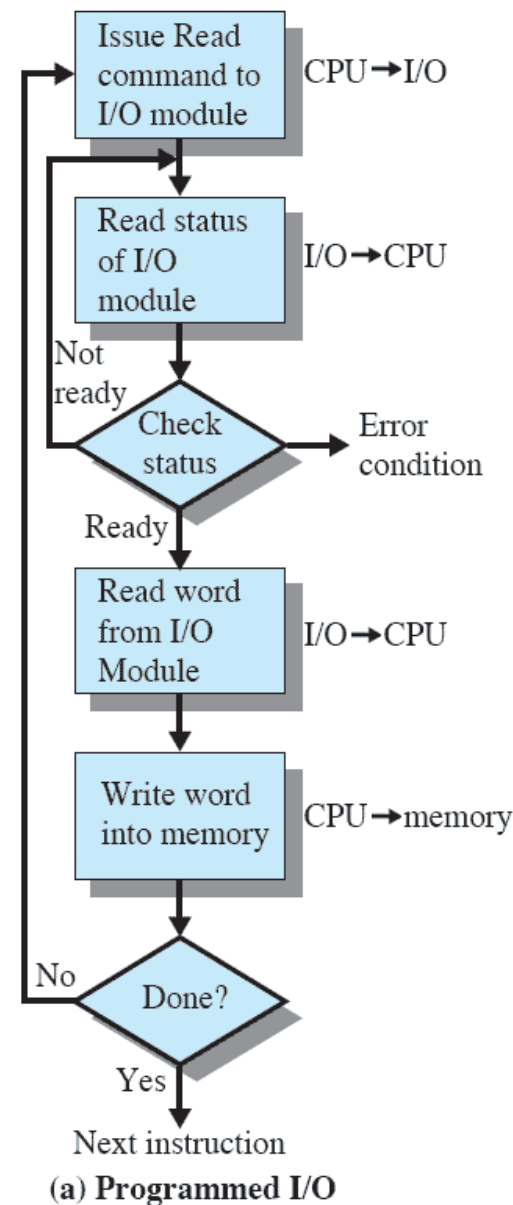 Issue Read
command to
I/O module
CPU→I/O
Read status
of I/O
module
I/O→CPU
Not
ready
Check
status
Error
condition
Ready
Read word
from I/O
Module
I/O→CPU
Write word
into memory
CPU→memory
No
Done?
Yes
Next instruction
(a) Programmed I/O